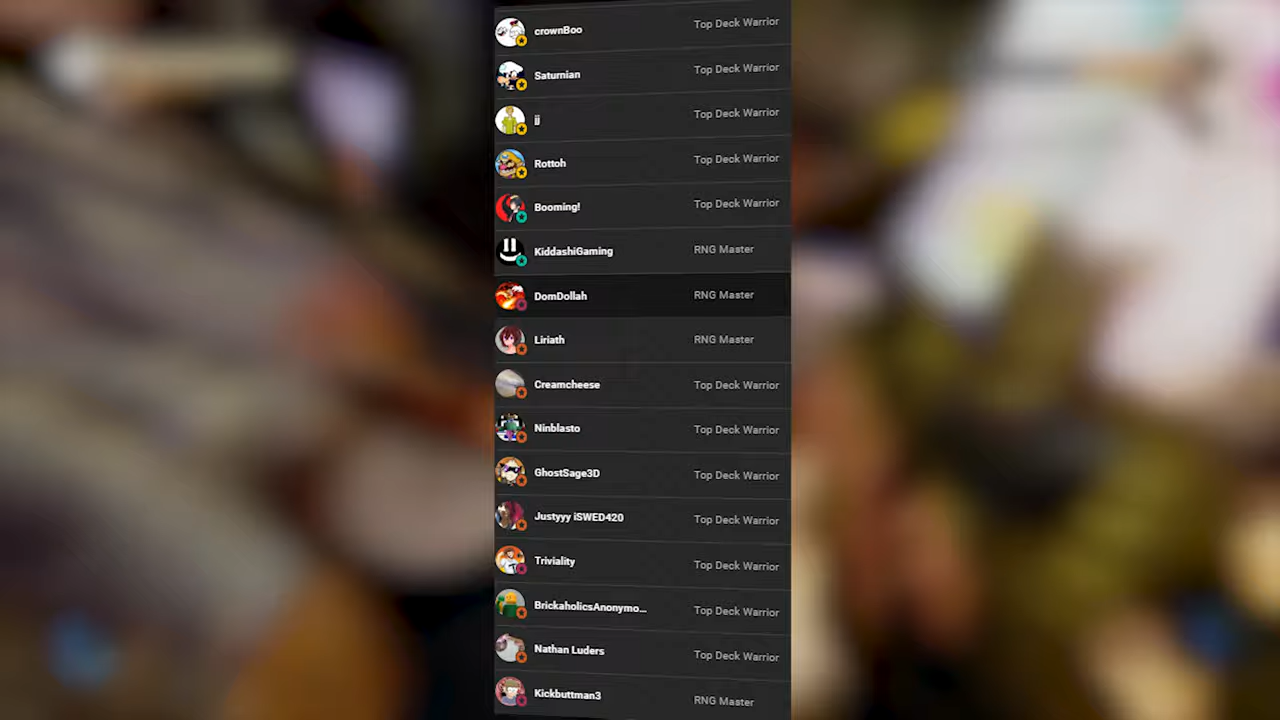 crownBoo Top Deck Warrior
Saturnian Top Deck Warrior
jj Top Deck Warrior
Rottoh Top Deck Warrior
Booming! Top Deck Warrior
KiddashiGaming RNG Master
DomDollah RNG Master
Liriath RNG Master
Creamcheese Top Deck Warrior
Ninblasto Top Deck Warrior
GhostSage3D Top Deck Warrior
Justyyy iSWED420 Top Deck Warrior
Triviality Top Deck Warrior
BrickaholicsAnonymo... Top Deck Warrior
Nathan Luders Top Deck Warrior
Kickbuttman3 RNG Master